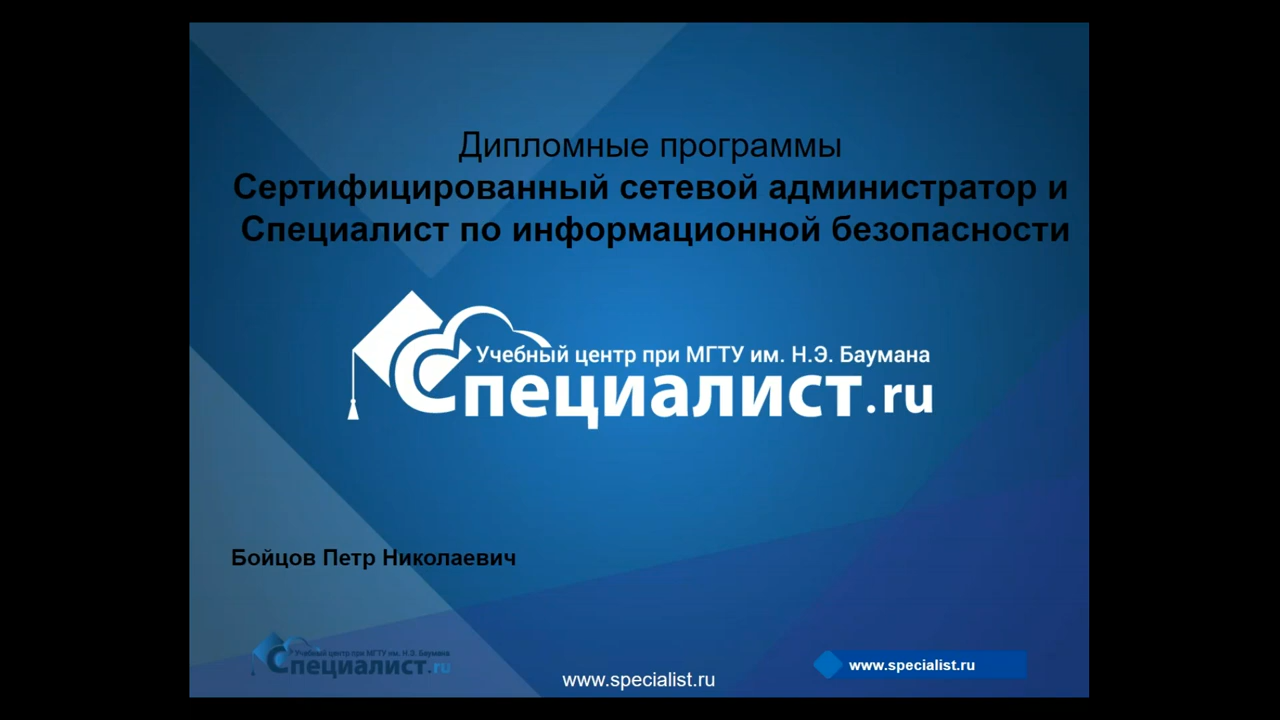 Дипломные программы
Сертифицированный сетевой администратор и
Специалист по информационной безопасности
Учебный центр при МГТУ им. Н.Э. Баумана
Специалист.ru
Бойцов Петр Николаевич
Учебный центр при МГТУ им. Н.Э. Баумана
Специалист.ru
www.specialist.ru
www.specialist.ru